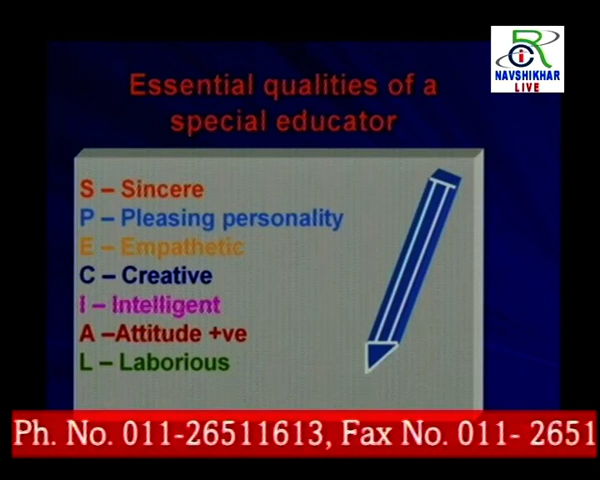 RCI
NAVSHIKHAR
LIVE
Essential qualities of a
special educator
S – Sincere
P – Pleasing personality
E – Empathetic
C – Creative
I – Intelligent
A –Attitude +ve
L – Laborious
Ph. No. 011-26511613, Fax No. 011- 2651